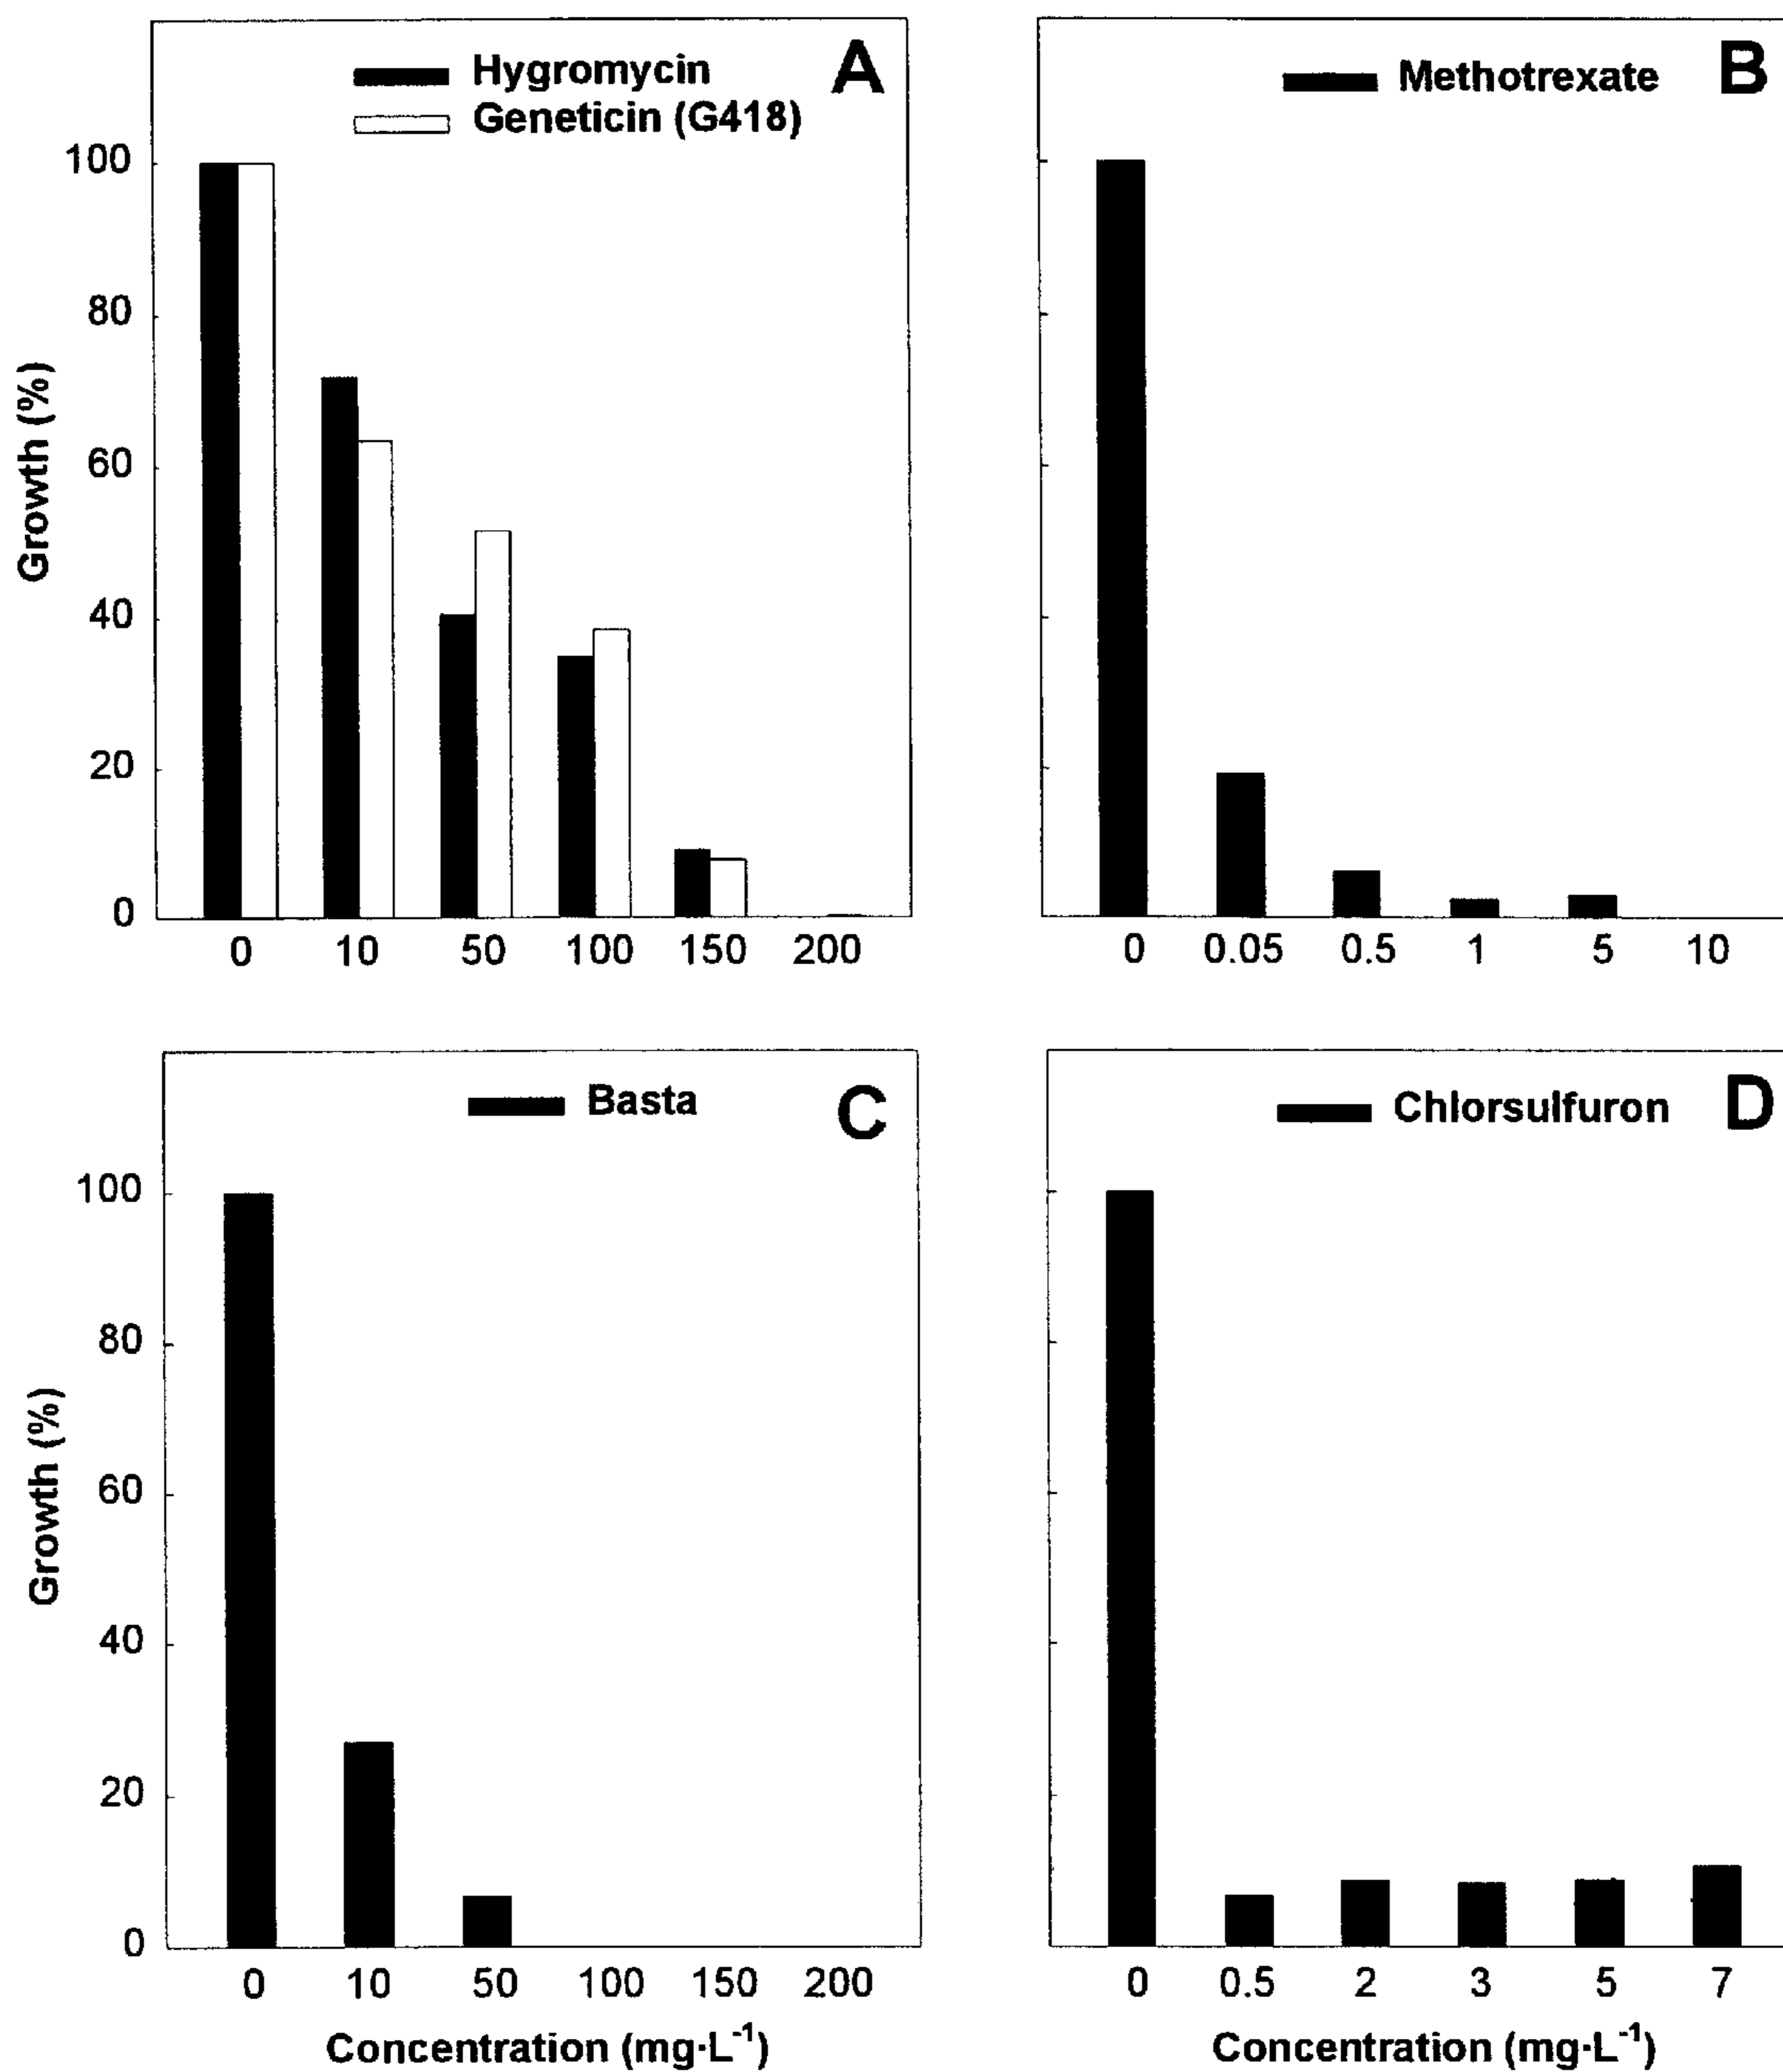 Hygromycin
Geneticin (G418)
A
Methotrexate
B
100
80
60
40
20
0
Growth (%)
0 10 50 100 150 200
0 0.05 0.5 1 5 10
Basta
C
Chlorsulfuron
D
100
80
60
40
20
0
Growth (%)
0 10 50 100 150 200
Concentration (mg·L⁻¹)
0 0.5 2 3 5 7
Concentration (mg·L⁻¹)